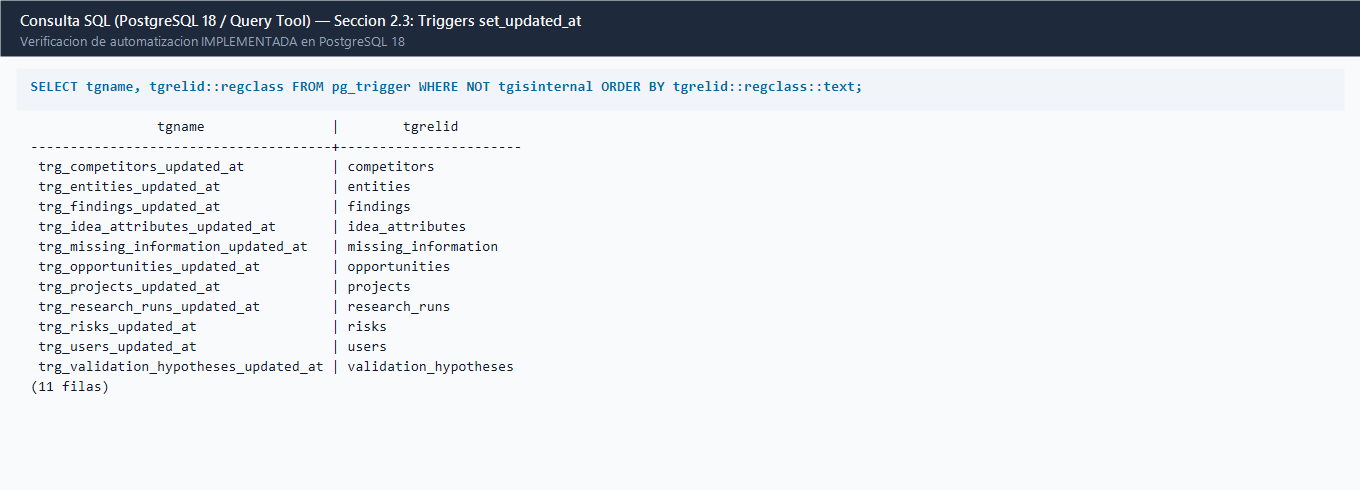 Consulta SQL (PostgreSQL 18 / Query Tool) — Seccion 2.3: Triggers set_updated_at
Verificacion de automatizacion IMPLEMENTADA en PostgreSQL 18
SELECT tgname, tgrelid::regclass FROM pg_trigger WHERE NOT tgisinternal ORDER BY tgrelid::regclass::text;
                tgname                |        tgrelid
--------------------------------------+-----------------------
 trg_competitors_updated_at           | competitors
 trg_entities_updated_at              | entities
 trg_findings_updated_at              | findings
 trg_idea_attributes_updated_at       | idea_attributes
 trg_missing_information_updated_at   | missing_information
 trg_opportunities_updated_at         | opportunities
 trg_projects_updated_at              | projects
 trg_research_runs_updated_at         | research_runs
 trg_risks_updated_at                 | risks
 trg_users_updated_at                 | users
 trg_validation_hypotheses_updated_at | validation_hypotheses
(11 filas)